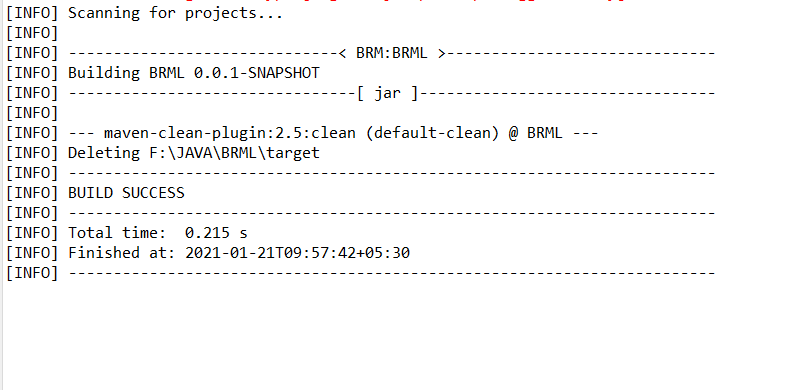 [INFO] Scanning for projects...
[INFO]
[INFO] ------------------------------< BRM:BRML >------------------------------
[INFO] Building BRML 0.0.1-SNAPSHOT
[INFO] --------------------------------[ jar ]---------------------------------
[INFO]
[INFO] --- maven-clean-plugin:2.5:clean (default-clean) @ BRML ---
[INFO] Deleting F:\JAVA\BRML\target
[INFO] ------------------------------------------------------------------------
[INFO] BUILD SUCCESS
[INFO] ------------------------------------------------------------------------
[INFO] Total time:  0.215 s
[INFO] Finished at: 2021-01-21T09:57:42+05:30
[INFO] ------------------------------------------------------------------------